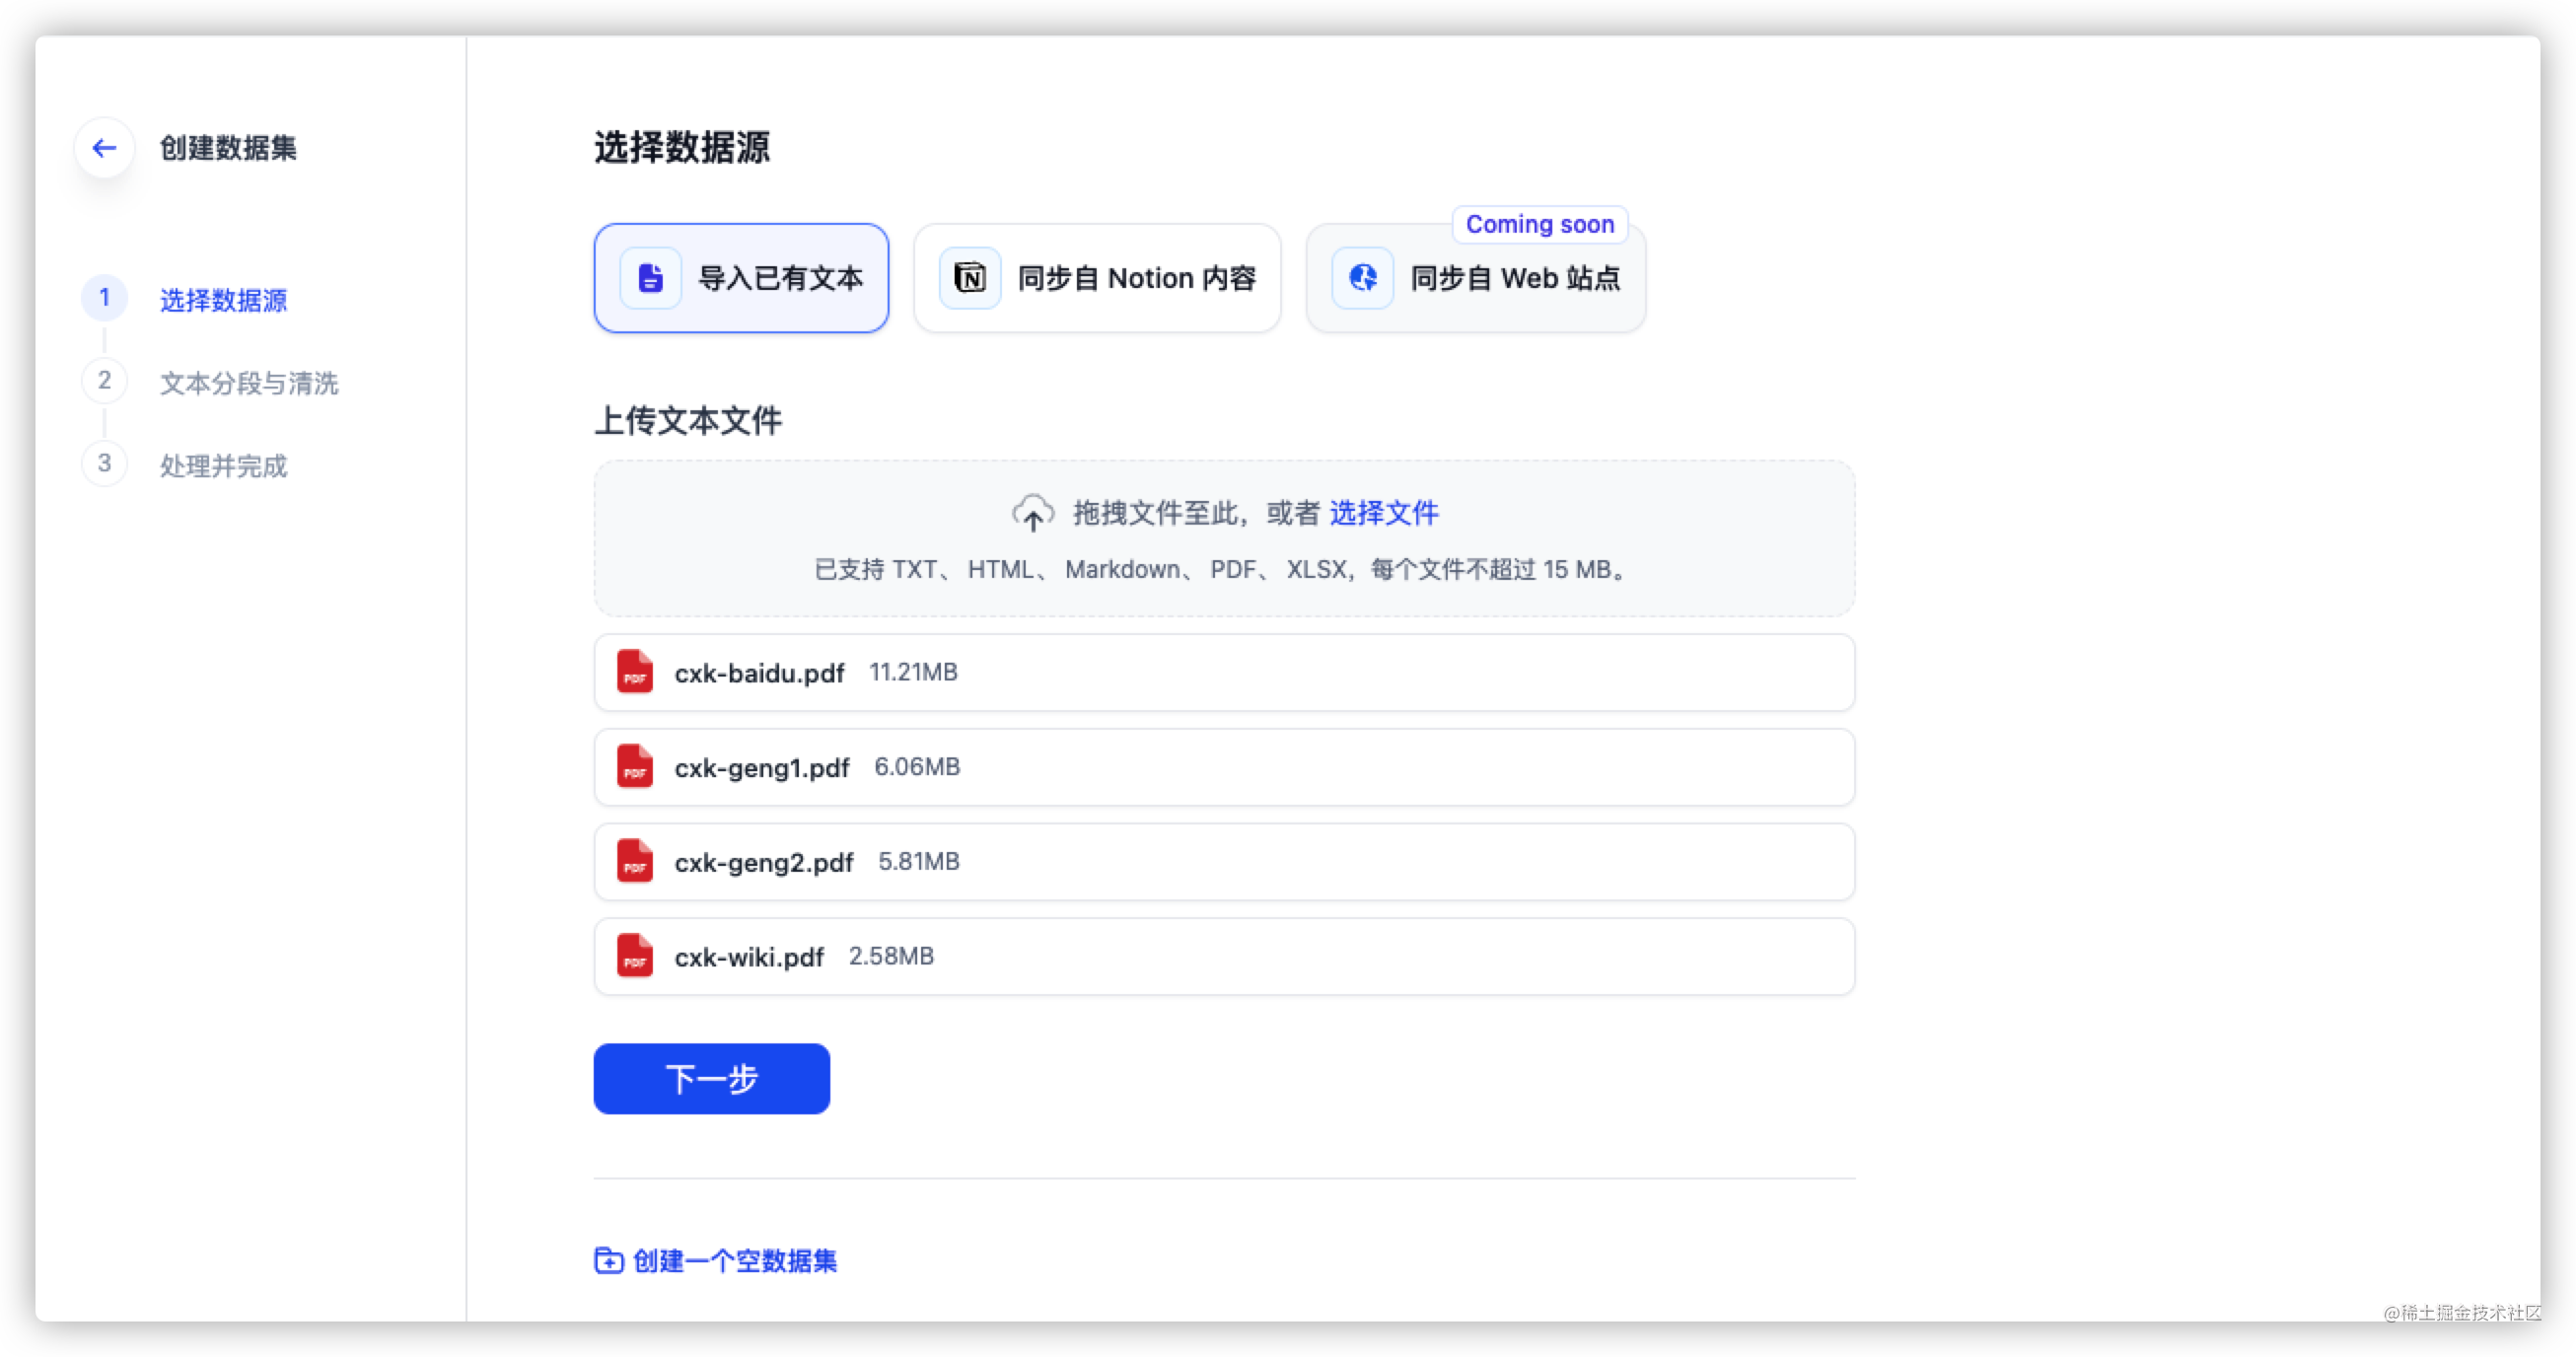 创建数据集
1 选择数据源
2 文本分段与清洗
3 处理并完成
选择数据源
导入已有文本
同步自 Notion 内容
Coming soon
同步自 Web 站点
上传文本文件
拖拽文件至此，或者 选择文件
已支持 TXT、 HTML、 Markdown、 PDF、 XLSX，每个文件不超过 15 MB。
PDF cxk-baidu.pdf 11.21MB
PDF cxk-geng1.pdf 6.06MB
PDF cxk-geng2.pdf 5.81MB
PDF cxk-wiki.pdf 2.58MB
下一步
创建一个空数据集
@稀土掘金技术社区